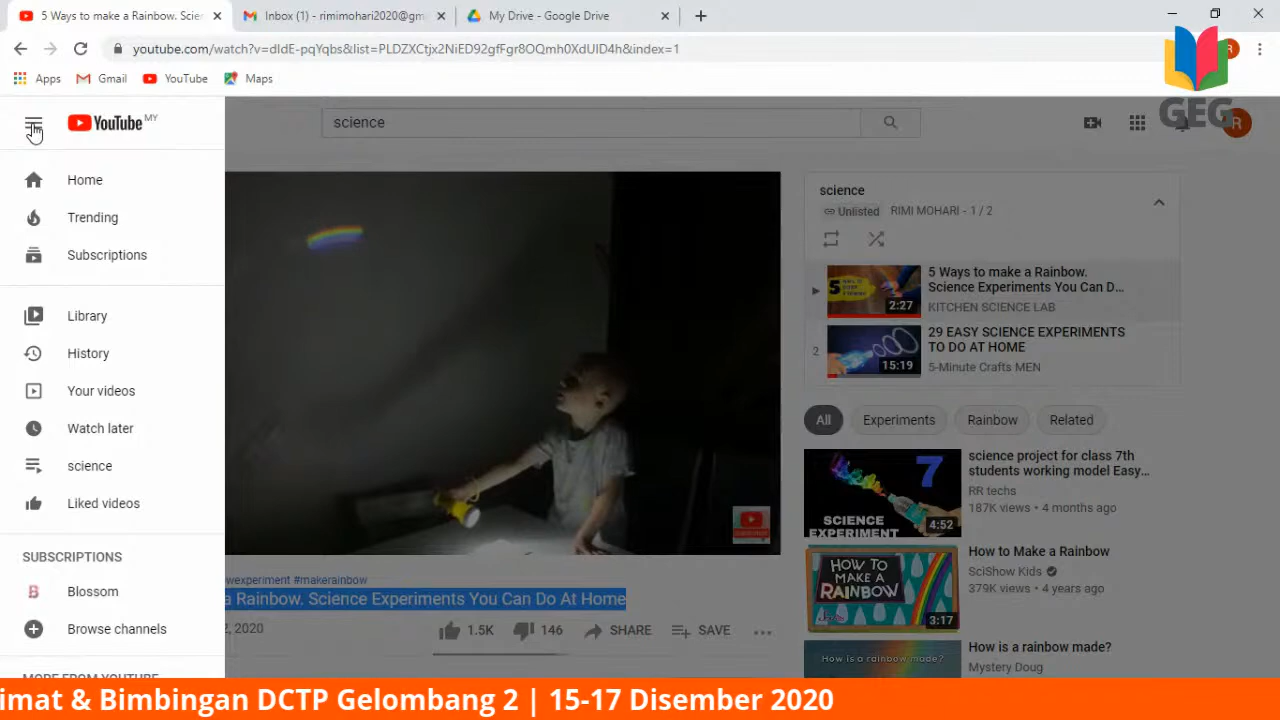 5 Ways to make a Rainbow. Scie
Inbox (1) - rimimohari2020@gm
My Drive - Google Drive
youtube.com/watch?v=dIdE-pqYqbs&list=PLDZXCtjx2NiED92gfFgr8OQmh0XdUID4h&index=1
Apps
Gmail
YouTube
Maps
GEG
YouTube MY
science
R
Home
Trending
Subscriptions
Library
History
Your videos
Watch later
science
Liked videos
SUBSCRIPTIONS
Blossom
Browse channels
MORE FROM YOUTUBE
wexperiment #makerainbow
a Rainbow. Science Experiments You Can Do At Home
2, 2020
1.5K
146
SHARE
SAVE
science
Unlisted RIMI MOHARI - 1 / 2
5 Ways to make a Rainbow.
Science Experiments You Can D...
KITCHEN SCIENCE LAB
2:27
2
29 EASY SCIENCE EXPERIMENTS
TO DO AT HOME
5-Minute Crafts MEN
15:19
All
Experiments
Rainbow
Related
7
SCIENCE
EXPERIMENT
4:52
science project for class 7th
students working model Easy...
RR techs
187K views • 4 months ago
HOW TO
MAKE A
RAINBOW
3:17
How to Make a Rainbow
SciShow Kids
379K views • 4 years ago
How is a rainbow made?
How is a rainbow made?
Mystery Doug
imat & Bimbingan DCTP Gelombang 2 | 15-17 Disember 2020